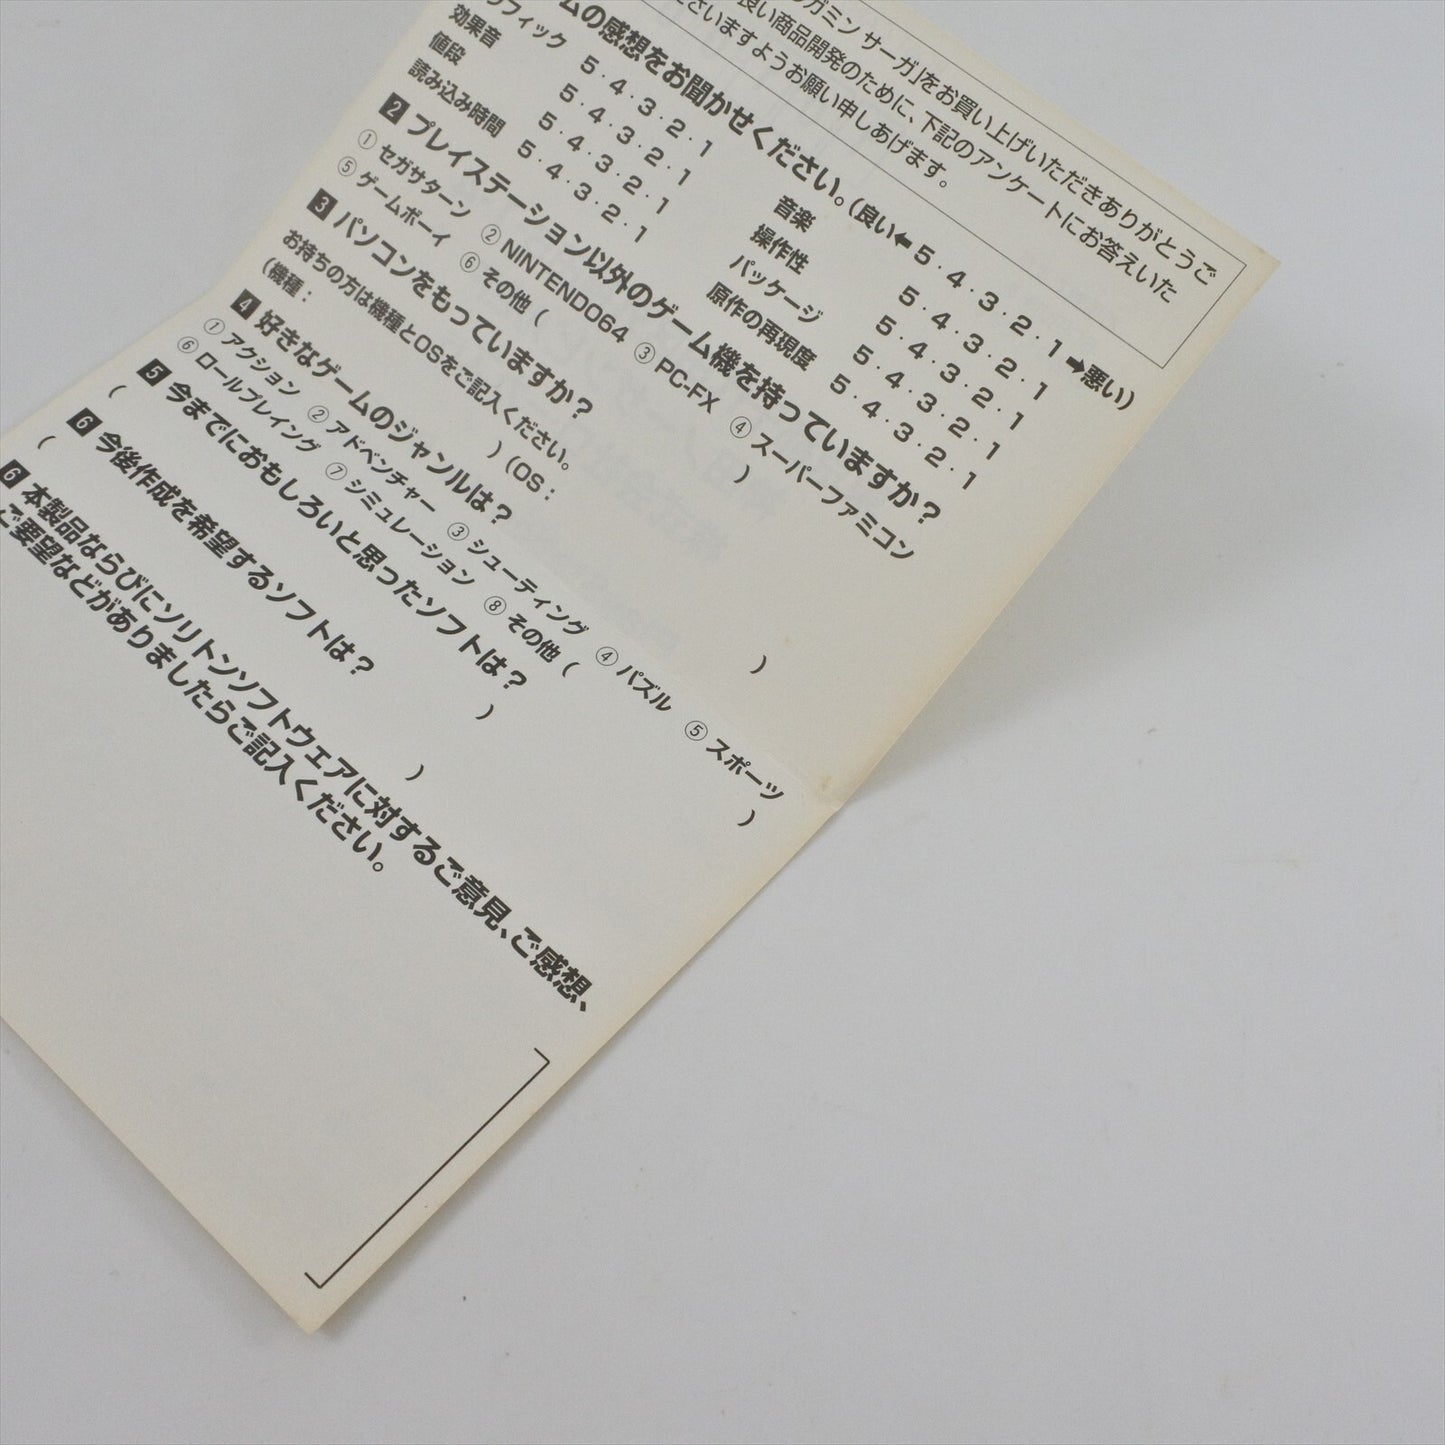 ガミン サーガ」をお買い上げいただきありがとうご
良い商品開発のために、下記のアンケートにお答えいた
さいますようお願い申しあげます。
ムの感想をお聞かせください。(良い⬅ 5・4・3・2・1 ➡悪い)
フィック 5・4・3・2・1 音楽 5・4・3・2・1
効果音 5・4・3・2・1 操作性 5・4・3・2・1
値段 5・4・3・2・1 パッケージ 5・4・3・2・1
読み込み時間 5・4・3・2・1 原作の再現度 5・4・3・2・1
2 プレイステーション以外のゲーム機を持っていますか?
① セガサターン ② NINTENDO64 ③ PC-FX ④ スーパーファミコン
⑤ ゲームボーイ ⑥ その他 ( )
3 パソコンをもっていますか?
お持ちの方は機種とOSをご記入ください。
(機種: ) (OS: )
4 好きなゲームのジャンルは?
① アクション ② アドベンチャー ③ シューティング ④ パズル ⑤ スポーツ
⑥ ロールプレイング ⑦ シミュレーション ⑧ その他 ( )
5 今までにおもしろいと思ったソフトは?
( )
6 今後作成を希望するソフトは?
( )
6 本製品ならびにソリトンソフトウエアに対するご意見、ご感想、
ご要望などがありましたらご記入ください。